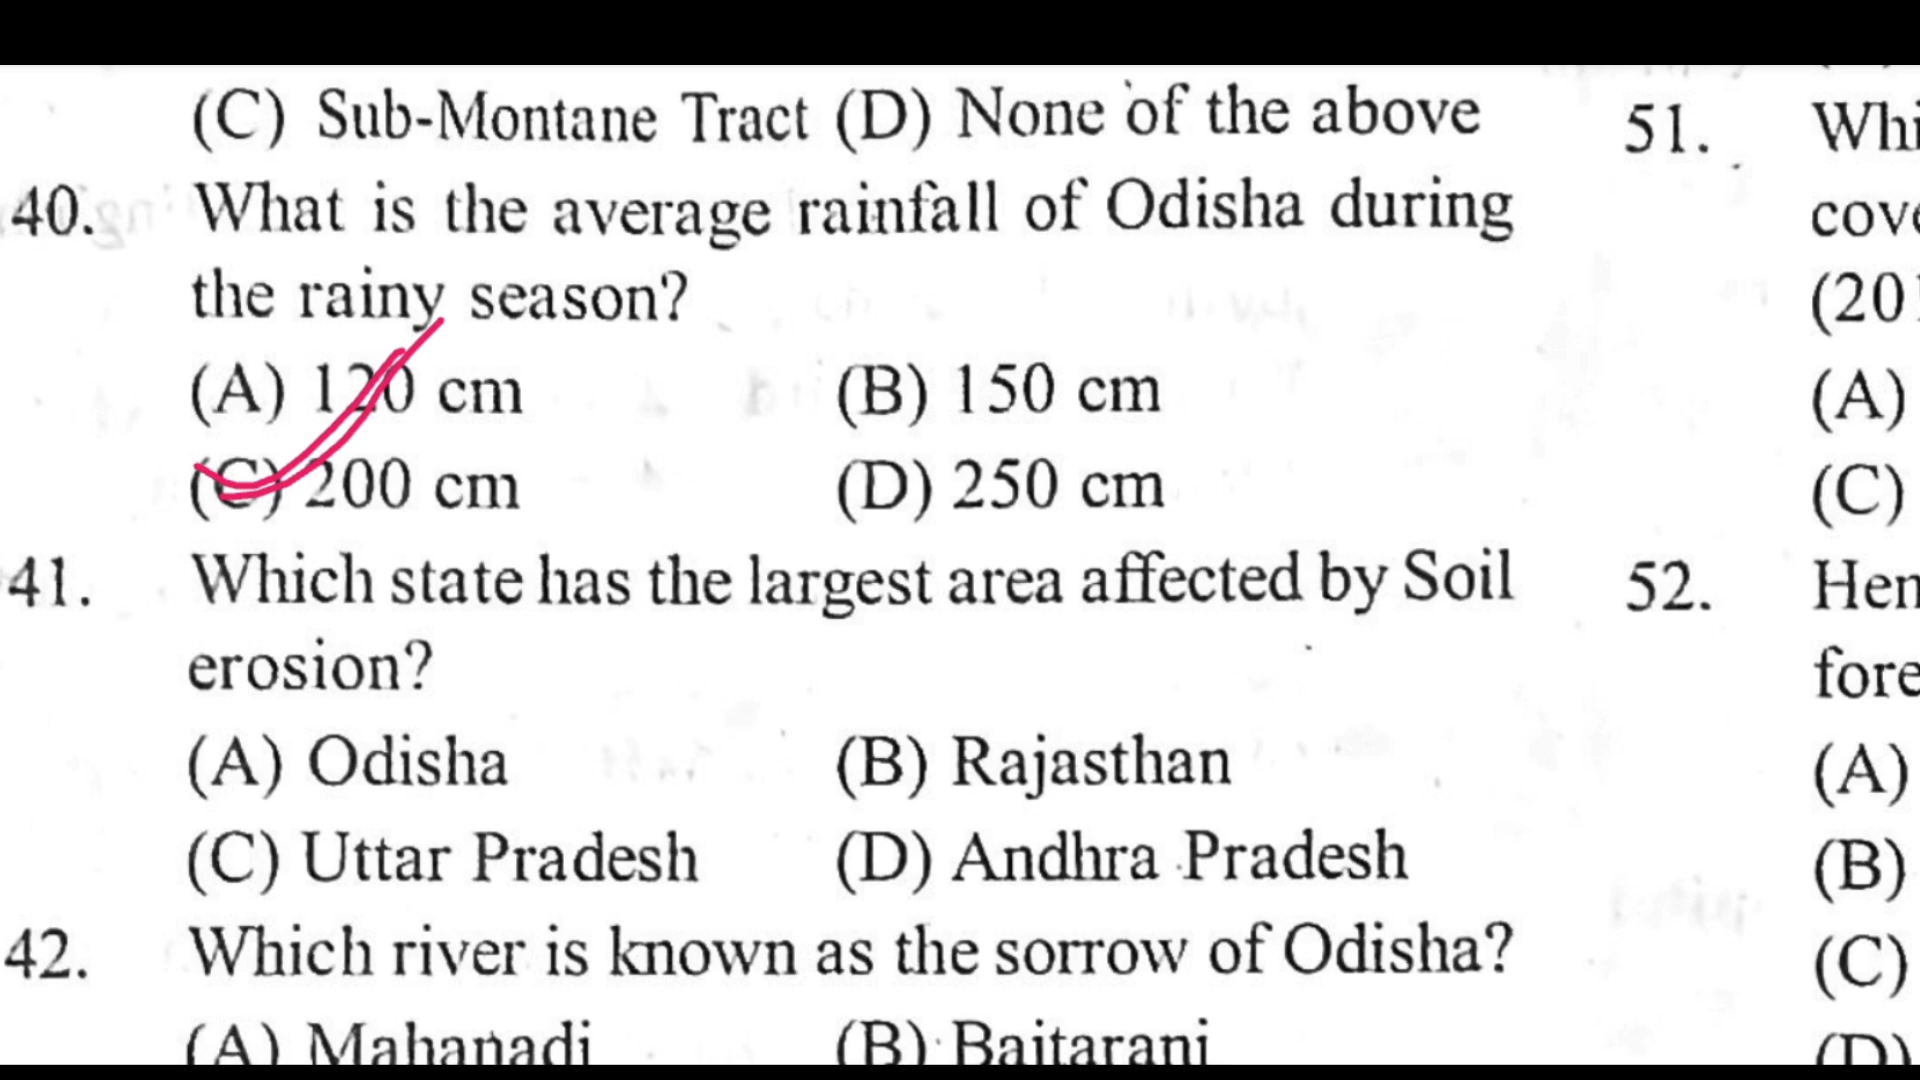 (C) Sub-Montane Tract (D) None of the above
40. What is the average rainfall of Odisha during
the rainy season?
(A) 120 cm (B) 150 cm
(C) 200 cm (D) 250 cm
41. Which state has the largest area affected by Soil
erosion?
(A) Odisha (B) Rajasthan
(C) Uttar Pradesh (D) Andhra Pradesh
42. Which river is known as the sorrow of Odisha?
(A) Mahanadi (B) Baitarani
51.
(A)
(C)
52.
(A)
(B)
(C)
(D)